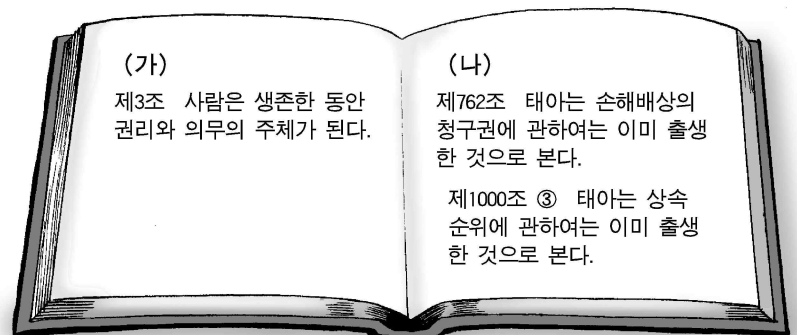 (가)
제3조 사람은 생존한 동안
권리와 의무의 주체가 된다.
(나)
제762조 태아는 손해배상의
청구권에 관하여는 이미 출생
한 것으로 본다.
제1000조 ③ 태아는 상속
순위에 관하여는 이미 출생
한 것으로 본다.